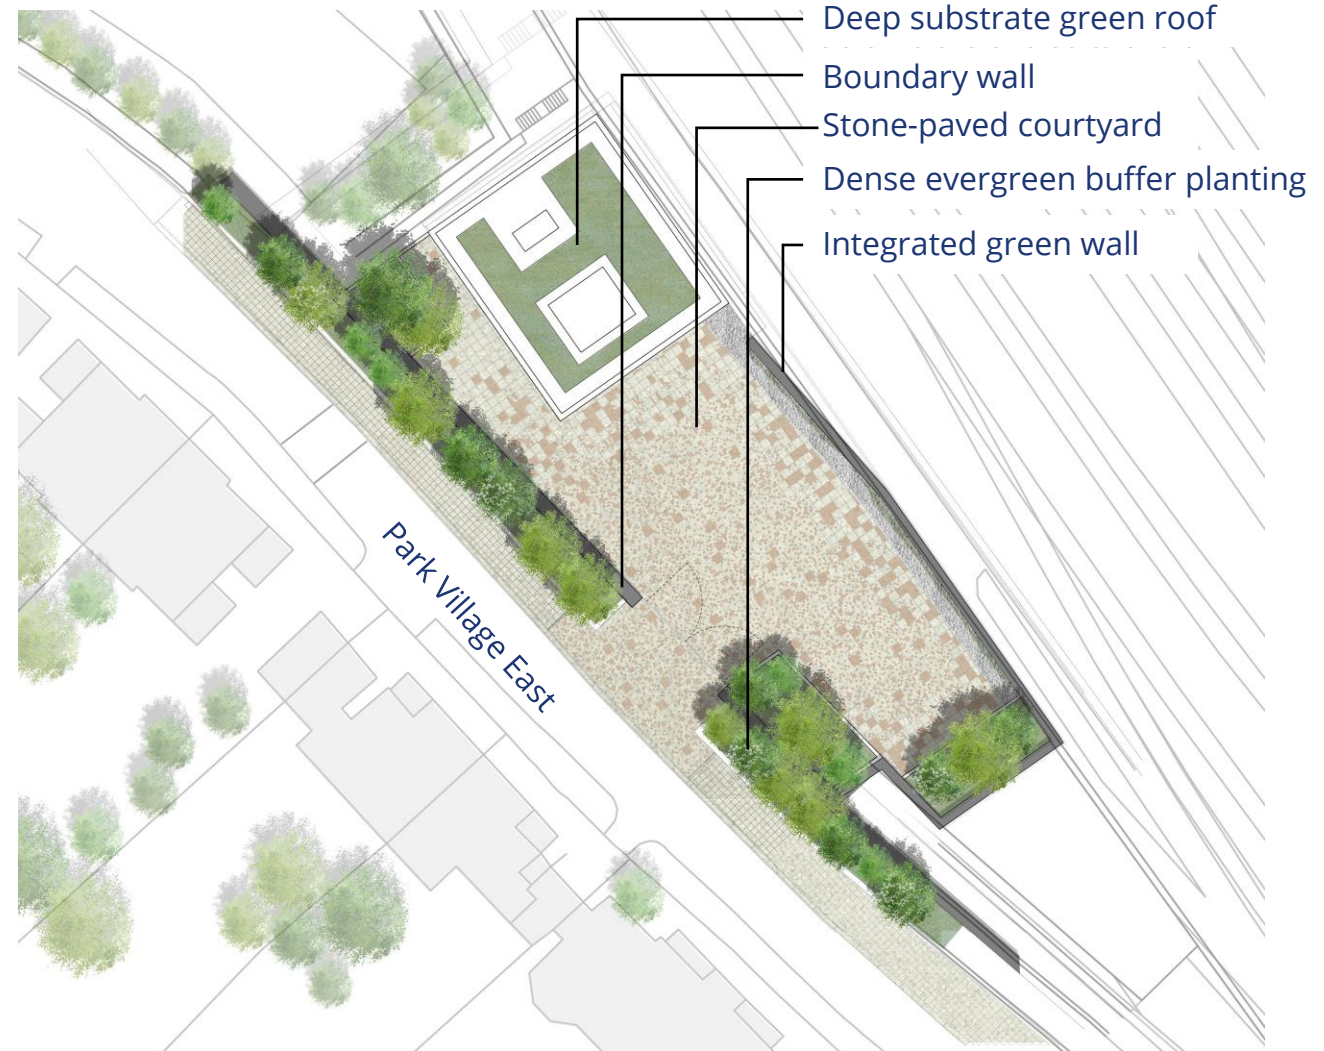 Deep substrate green roof
Boundary wall
Stone-paved courtyard
Dense evergreen buffer planting
Integrated green wall
Park Village East